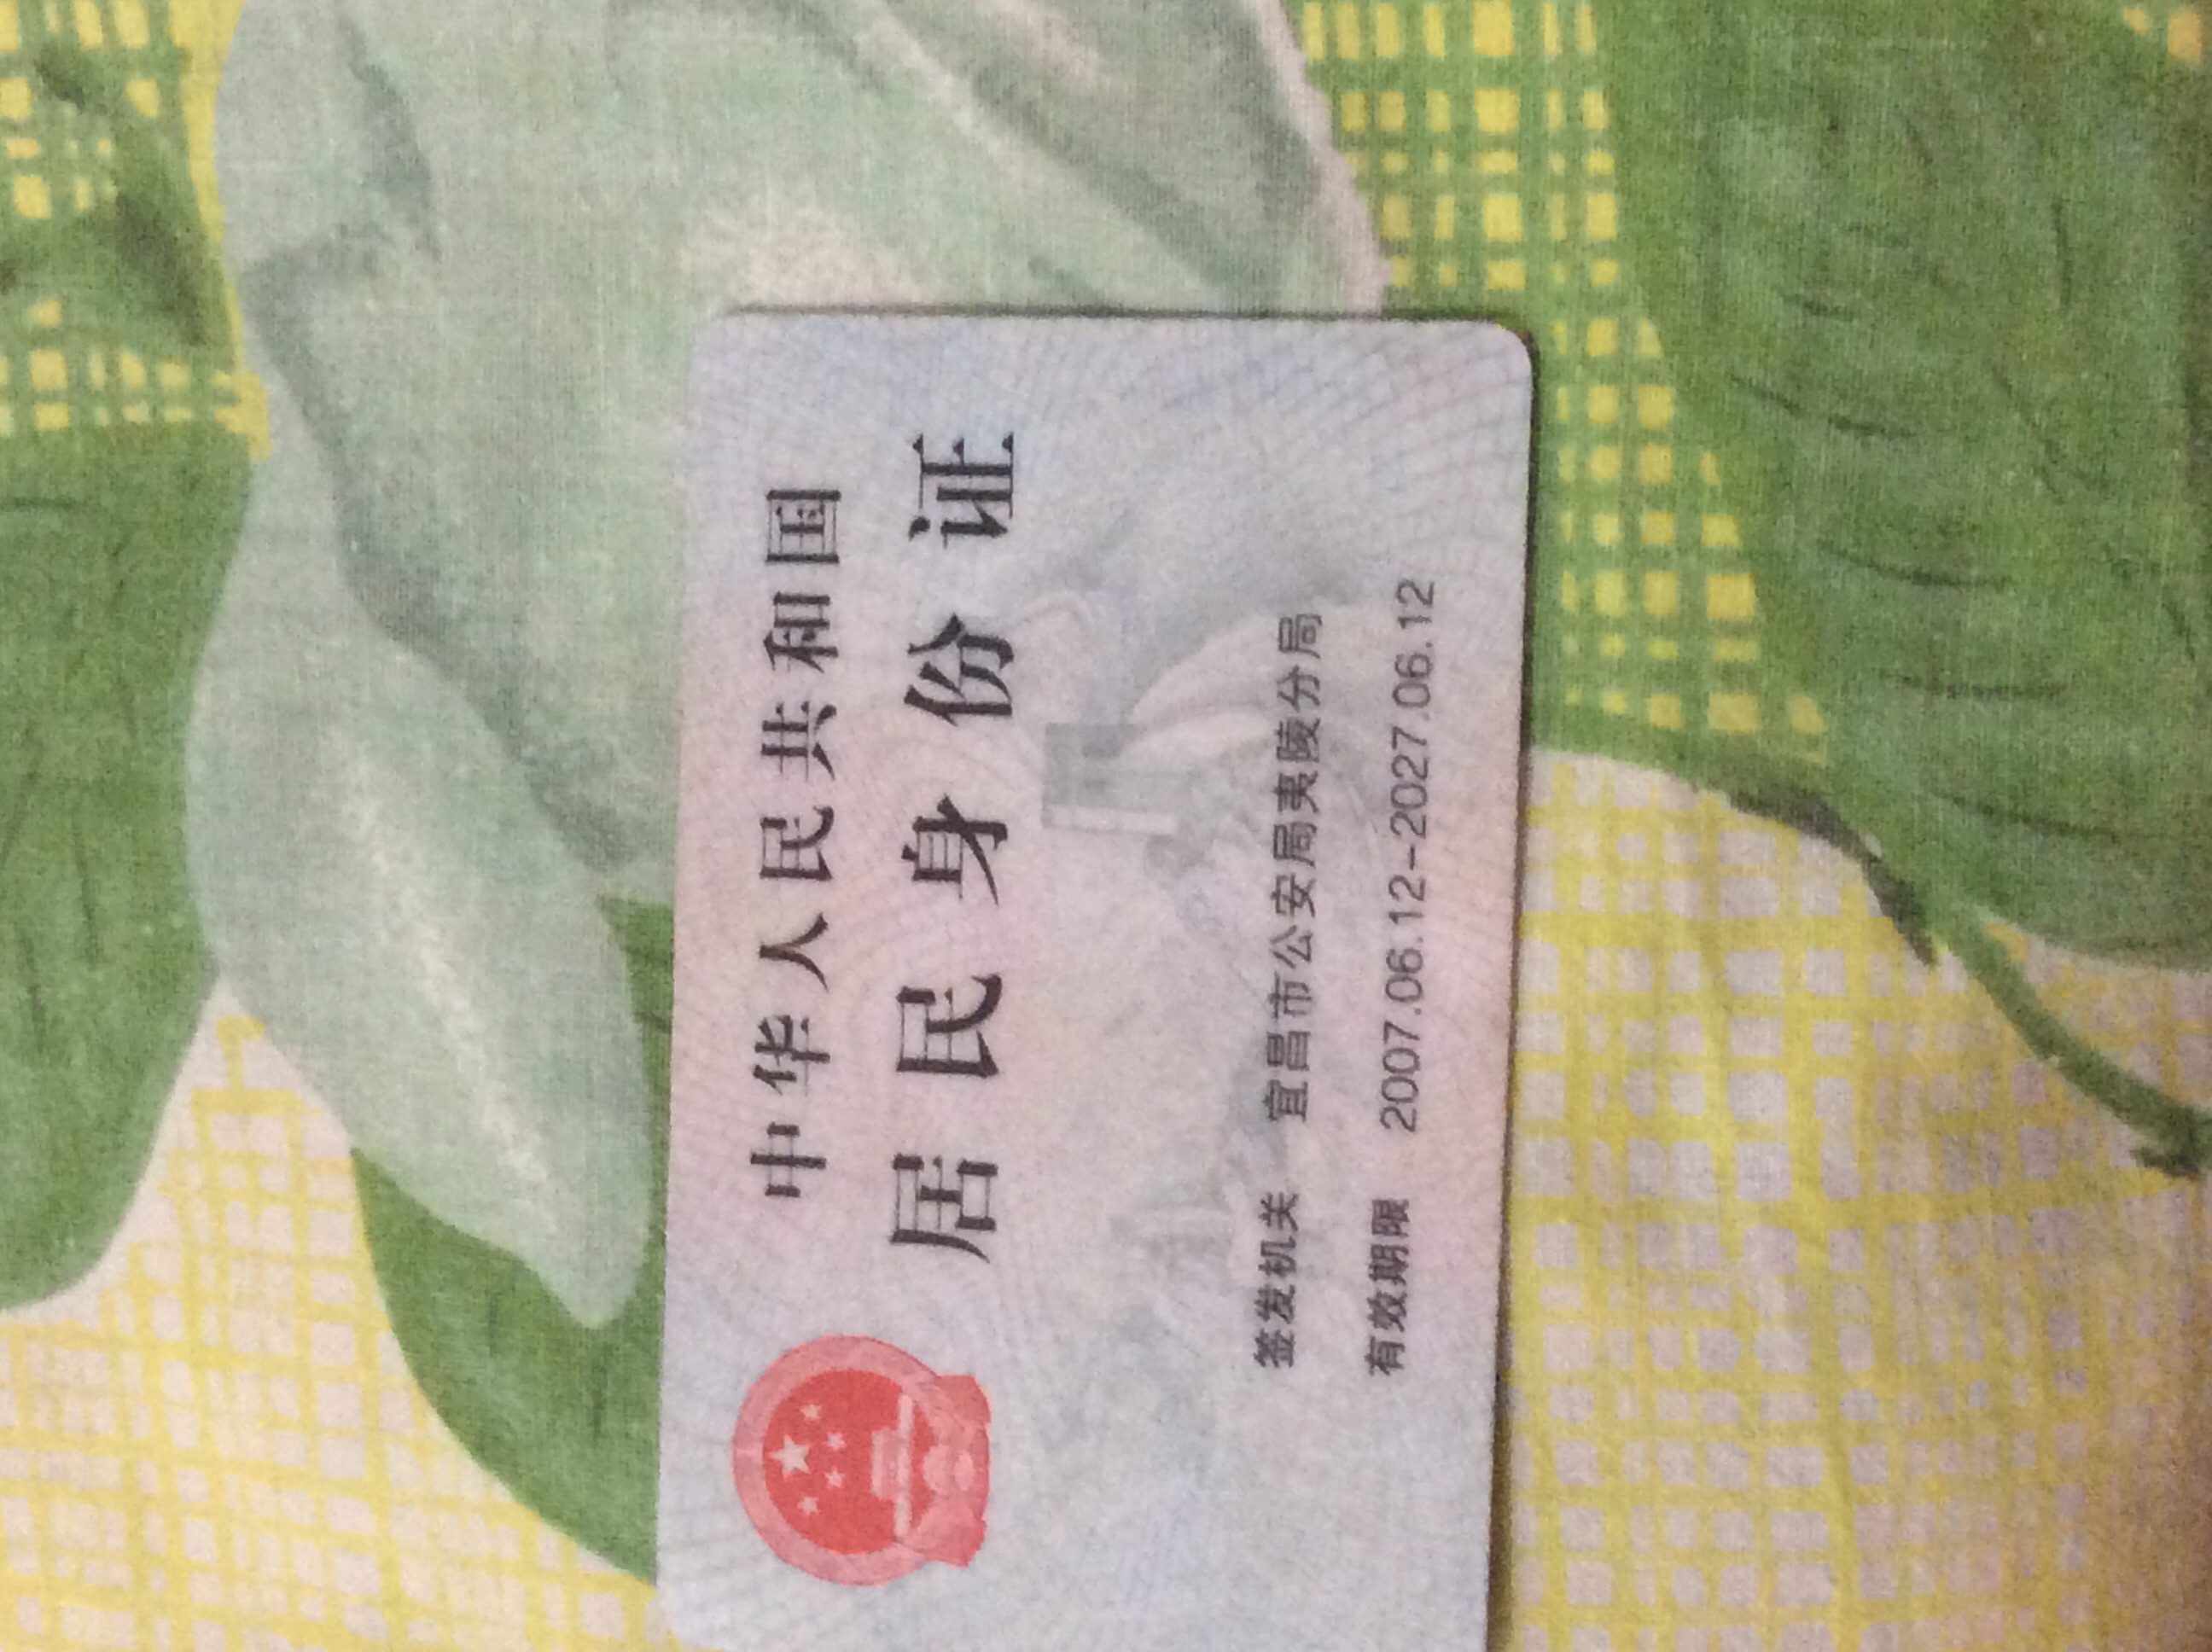 中华人民共和国
居民身份证
签发机关 宜昌市公安局夷陵分局
有效期限 2007.06.12-2027.06.12